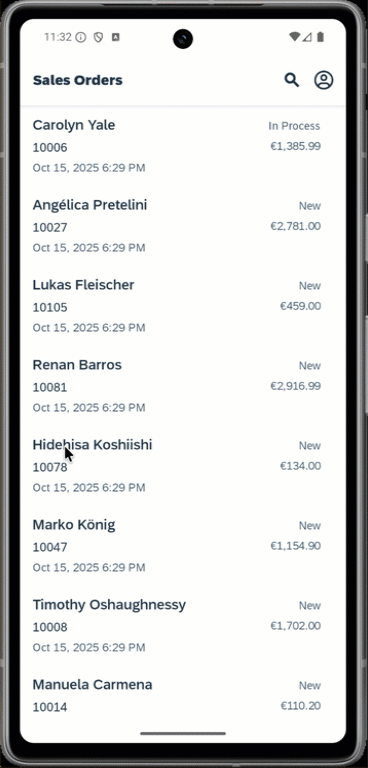 11:32
Sales Orders
Carolyn Yale
In Process
10006
€1,385.99
Oct 15, 2025 6:29 PM
Angélica Pretelini
New
10027
€2,781.00
Oct 15, 2025 6:29 PM
Lukas Fleischer
New
10105
€459.00
Oct 15, 2025 6:29 PM
Renan Barros
New
10081
€2,916.99
Oct 15, 2025 6:29 PM
Hidehisa Koshiishi
New
10078
€134.00
Oct 15, 2025 6:29 PM
Marko König
New
10047
€1,154.90
Oct 15, 2025 6:29 PM
Timothy Oshaughnessy
New
10008
€1,702.00
Oct 15, 2025 6:29 PM
Manuela Carmena
New
10014
€110.20